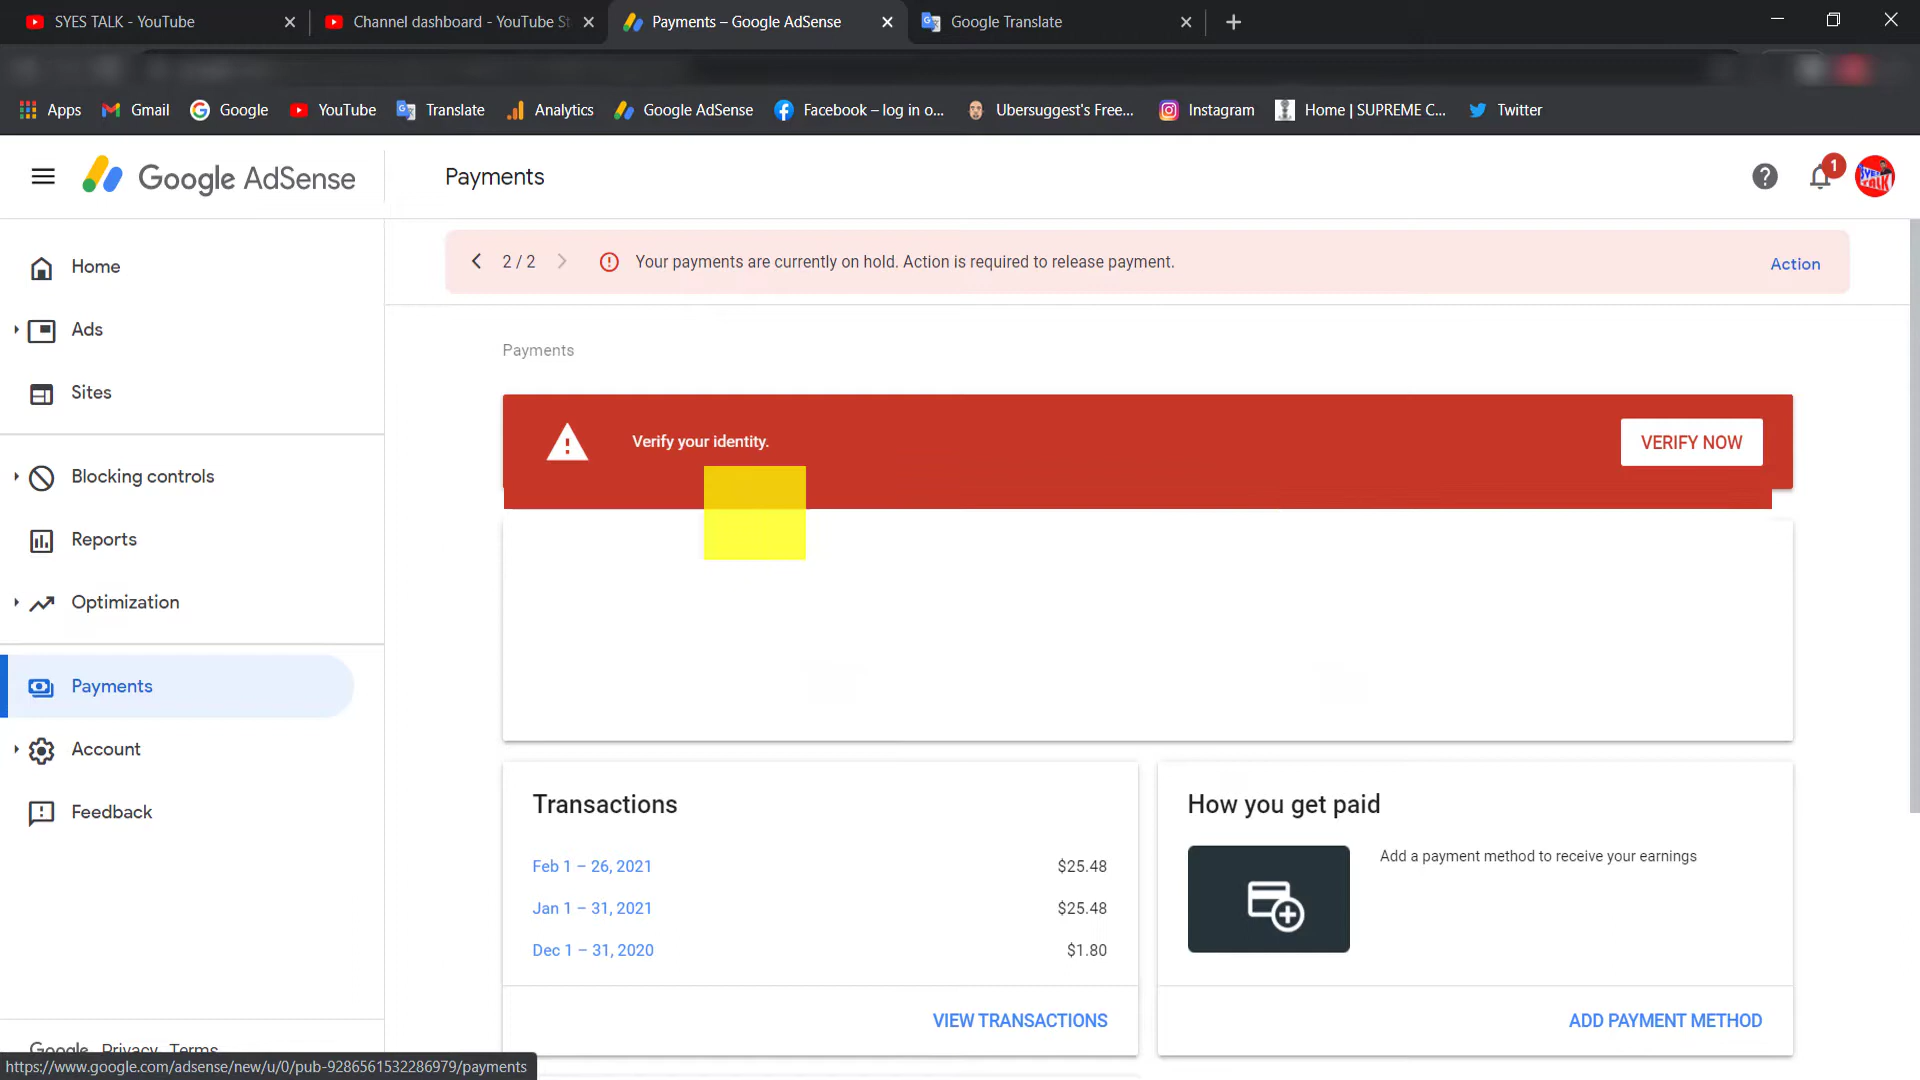 SYES TALK - YouTube
Channel dashboard - YouTube St
Payments – Google AdSense
Google Translate
Apps
Gmail
Google
YouTube
Translate
Analytics
Google AdSense
Facebook – log in o...
Ubersuggest's Free...
Instagram
Home | SUPREME C...
Twitter
Google AdSense
Payments
1
SYES TALK
Home
Ads
Sites
Blocking controls
Reports
Optimization
Payments
Account
Feedback
Google Privacy Terms
2 / 2
Your payments are currently on hold. Action is required to release payment.
Action
Payments
Verify your identity.
VERIFY NOW
Transactions
Feb 1 – 26, 2021 $25.48
Jan 1 – 31, 2021 $25.48
Dec 1 – 31, 2020 $1.80
VIEW TRANSACTIONS
How you get paid
Add a payment method to receive your earnings
ADD PAYMENT METHOD
https://www.google.com/adsense/new/u/0/pub-9286561532286979/payments